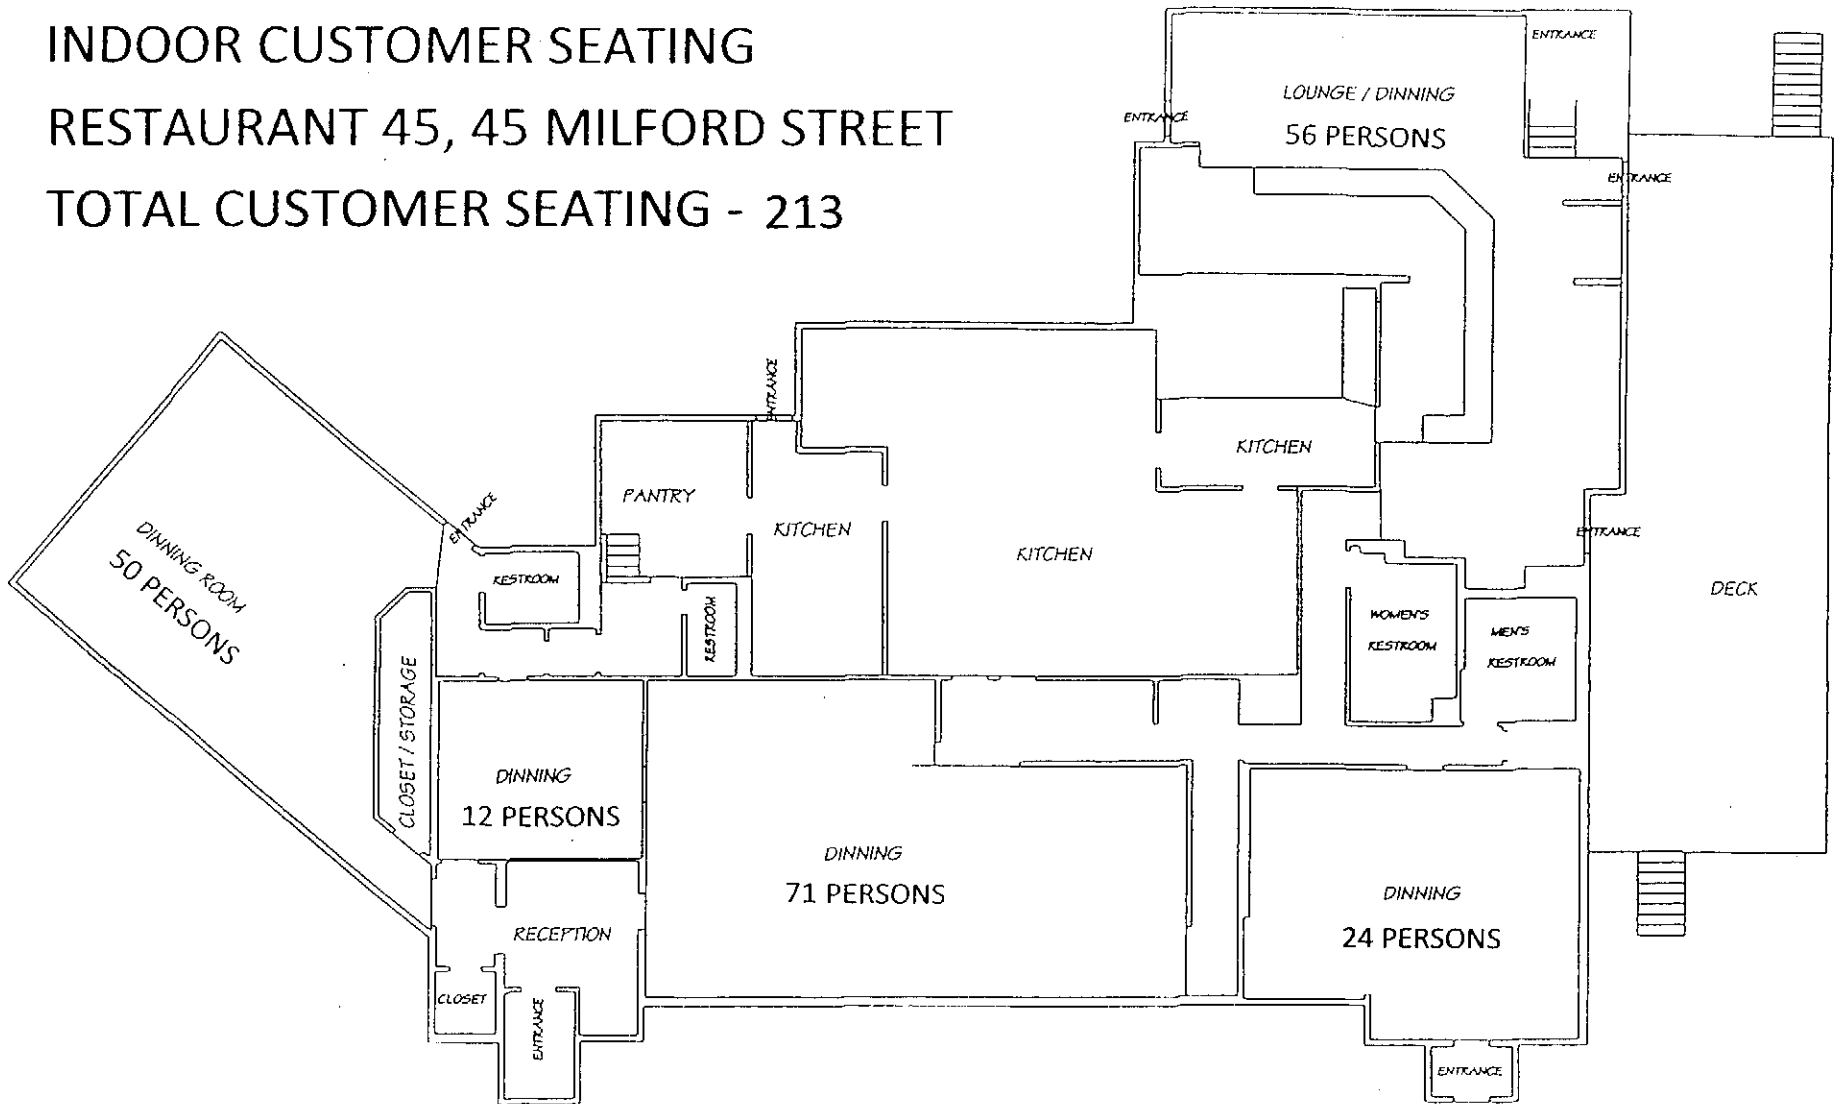 INDOOR CUSTOMER SEATING
RESTAURANT 45, 45 MILFORD STREET
TOTAL CUSTOMER SEATING - 213
ENTRANCE
LOUNGE / DINNING
56 PERSONS
ENTRANCE
ENTRANCE
ENTRANCE
KITCHEN
PANTRY
KITCHEN
KITCHEN
ENTRANCE
ENTRANCE
DINNING ROOM
50 PERSONS
RESTROOM
RESTROOM
WOMEN'S
RESTROOM
MEN'S
RESTROOM
DECK
CLOSET / STORAGE
DINNING
12 PERSONS
DINNING
71 PERSONS
DINNING
24 PERSONS
RECEPTION
CLOSET
ENTRANCE
ENTRANCE